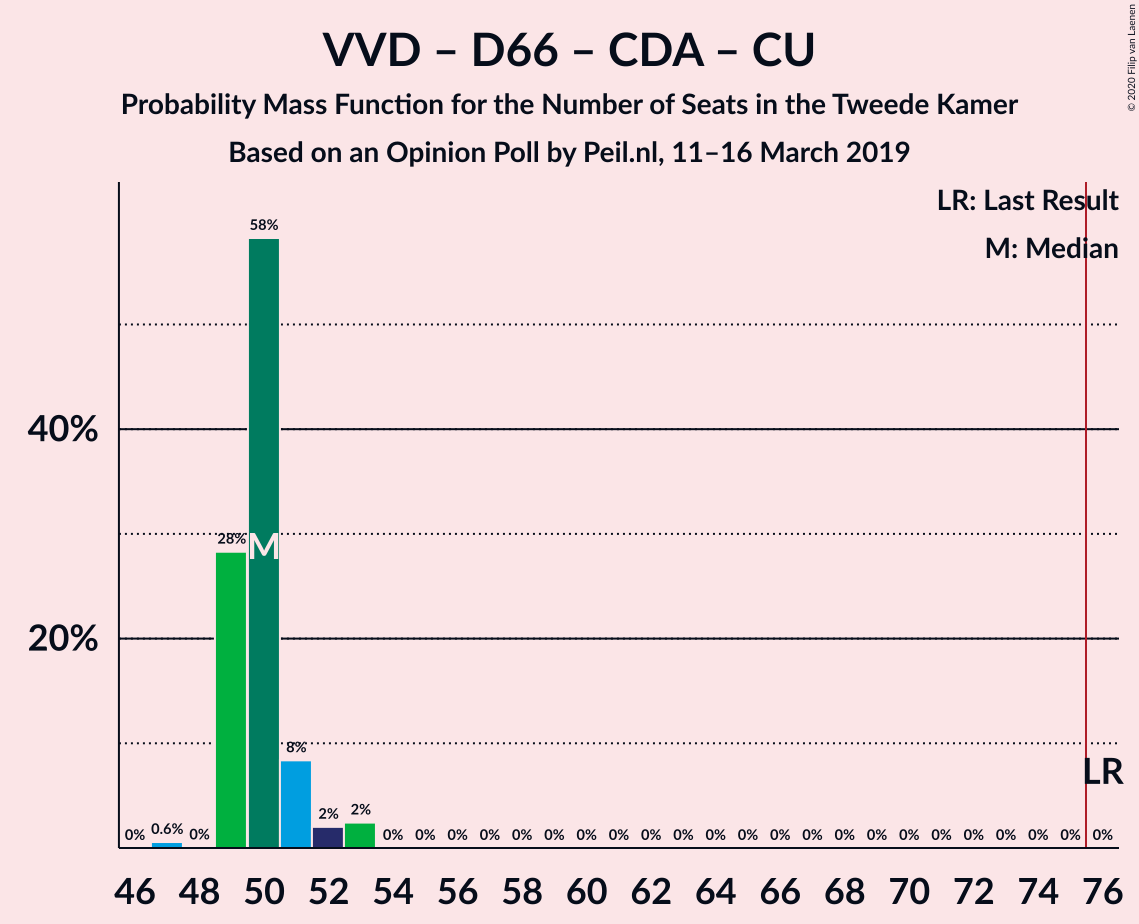 VVD – D66 – CDA – CU
Probability Mass Function for the Number of Seats in the Tweede Kamer
Based on an Opinion Poll by Peil.nl, 11–16 March 2019
© 2020 Filip van Laenen
LR: Last Result
M: Median
58%
40%
28%
M
20%
8%
LR
0% 0.6% 0% 2% 2% 0% 0% 0% 0% 0% 0% 0% 0% 0% 0% 0% 0% 0% 0% 0% 0% 0% 0% 0% 0% 0% 0% 0%
46 48 50 52 54 56 58 60 62 64 66 68 70 72 74 76